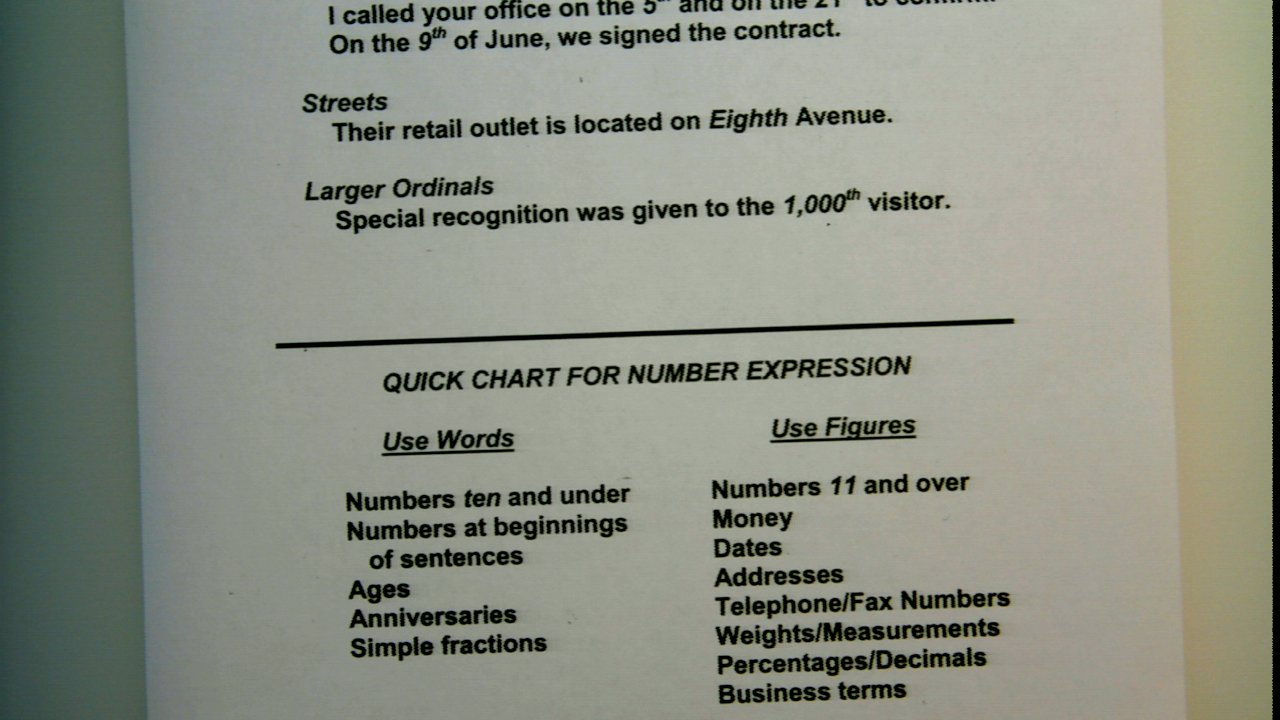 I called your office on the 5th and on the 21
On the 9th of June, we signed the contract.
Streets
Their retail outlet is located on Eighth Avenue.
Larger Ordinals
Special recognition was given to the 1,000th visitor.
QUICK CHART FOR NUMBER EXPRESSION
Use Words
Numbers ten and under
Numbers at beginnings
of sentences
Ages
Anniversaries
Simple fractions
Use Figures
Numbers 11 and over
Money
Dates
Addresses
Telephone/Fax Numbers
Weights/Measurements
Percentages/Decimals
Business terms